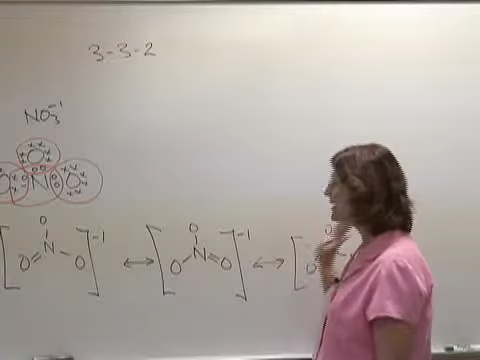 3-3-2
NO₃⁻¹
O
O N O
O O O
N -1 N -1
O O O O